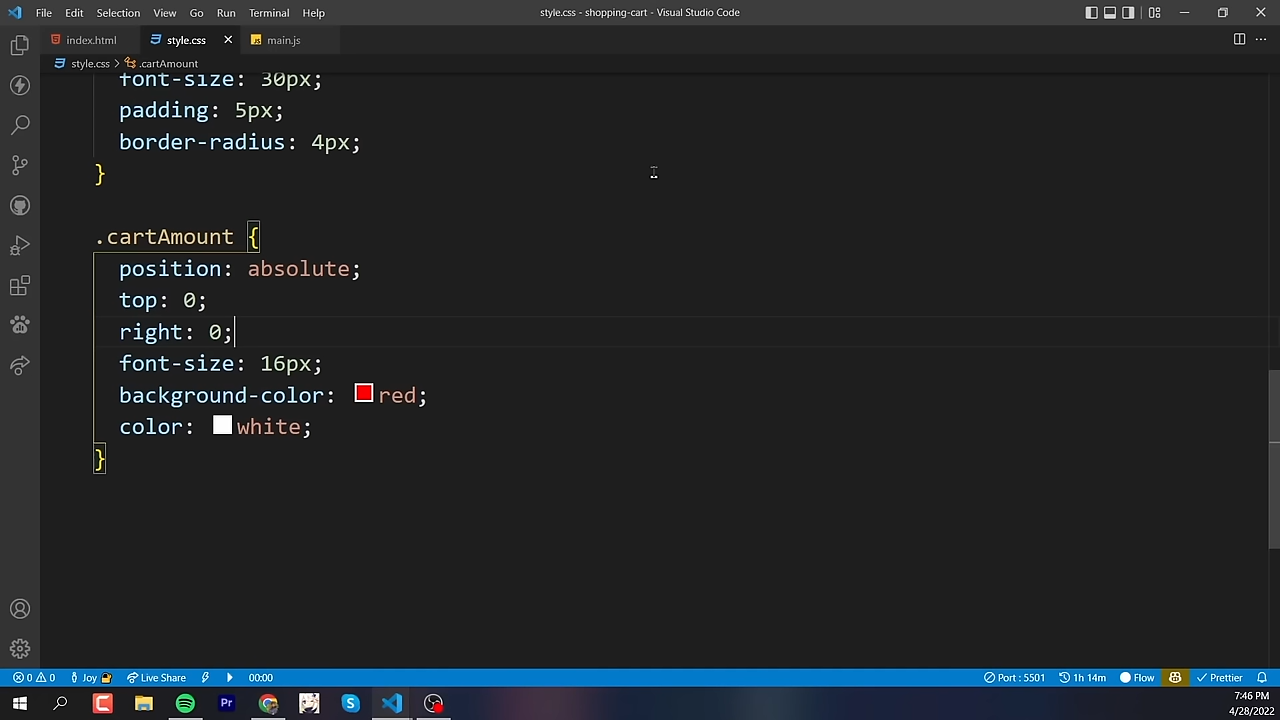 File Edit Selection View Go Run Terminal Help
style.css - shopping-cart - Visual Studio Code
index.html style.css main.js
style.css > .cartAmount
font-size: 30px;
padding: 5px;
border-radius: 4px;
}
.cartAmount {
position: absolute;
top: 0;
right: 0;
font-size: 16px;
background-color: red;
color: white;
}
0 0 Joy Live Share 00:00 Port : 5501 1h 14m Flow Prettier
Pr
7:46 PM
4/28/2022